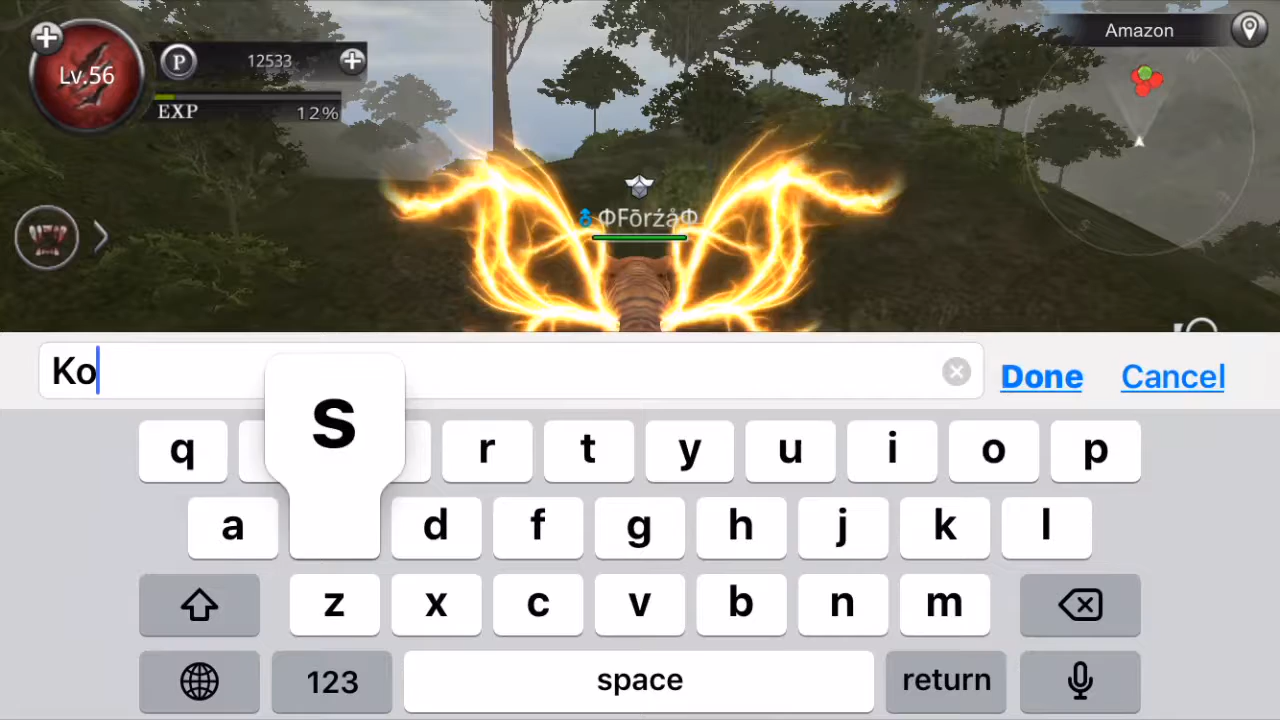 Lv.56
P 12533
EXP 12%
Amazon
ΦFōrźåΦ
Ko
Done
Cancel
s
q r t y u i o p
a d f g h j k l
z x c v b n m
123 space return